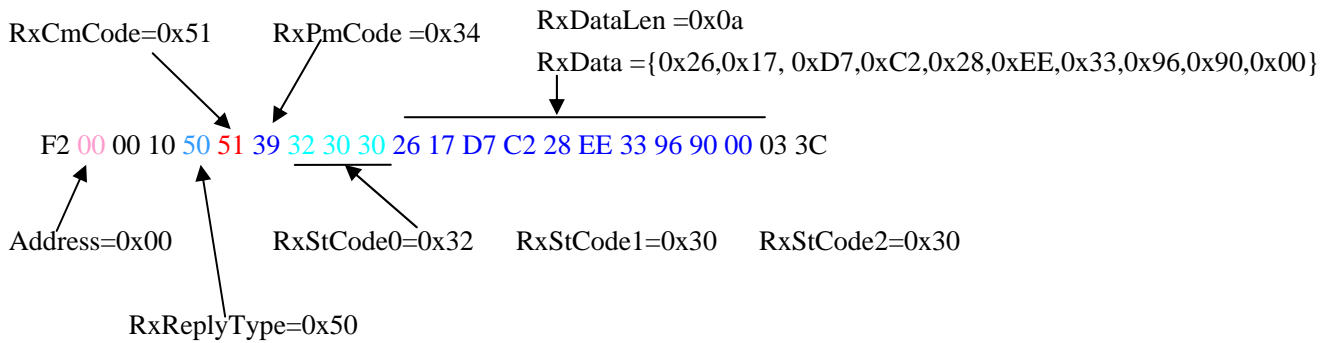 RxCmCode=0x51 RxPmCode =0x34 RxDataLen =0x0a
RxData ={0x26,0x17, 0xD7,0xC2,0x28,0xEE,0x33,0x96,0x90,0x00}
F2 00 00 10 50 51 39 32 30 30 26 17 D7 C2 28 EE 33 96 90 00 03 3C
Address=0x00 RxStCode0=0x32 RxStCode1=0x30 RxStCode2=0x30
RxReplyType=0x50